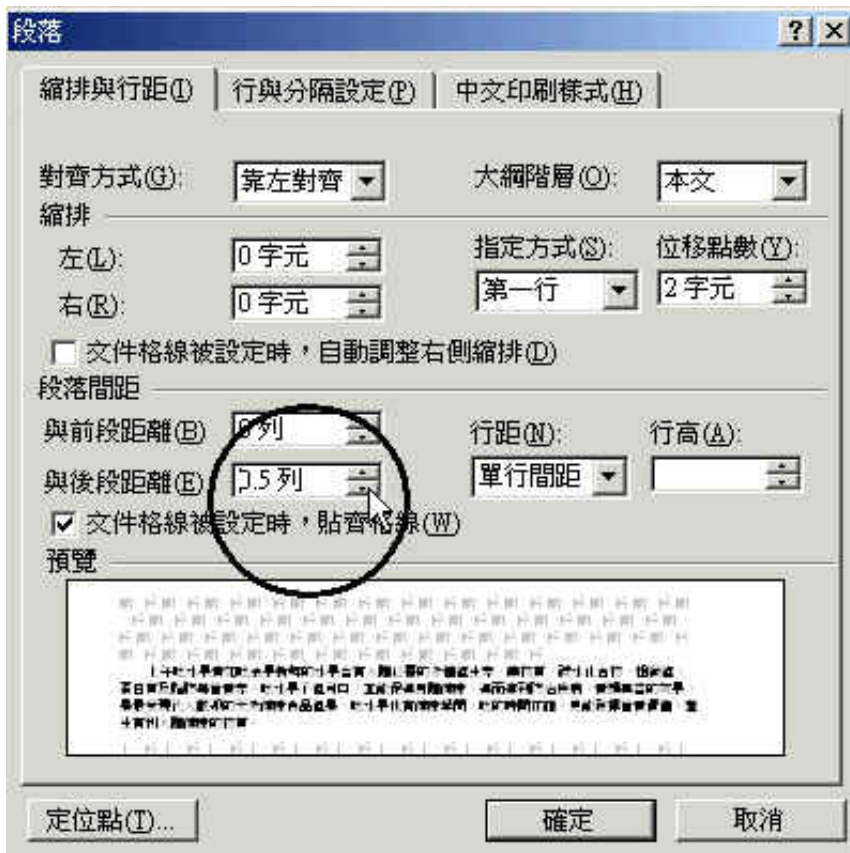 段落
縮排與行距(I) 行與分隔設定(P) 中文印刷樣式(H)
對齊方式(G): 靠左對齊 大綱階層(O): 本文
縮排
左(L): 0 字元 指定方式(S): 位移點數(Y):
右(R): 0 字元 第一行 2 字元
文件格線被設定時，自動調整右側縮排(D)
段落間距
與前段距離(B) 0 列 行距(N): 行高(A):
與後段距離(E) 0.5 列 單行間距
文件格線被設定時，貼齊格線(W)
預覽
定位點(T)... 確定 取消